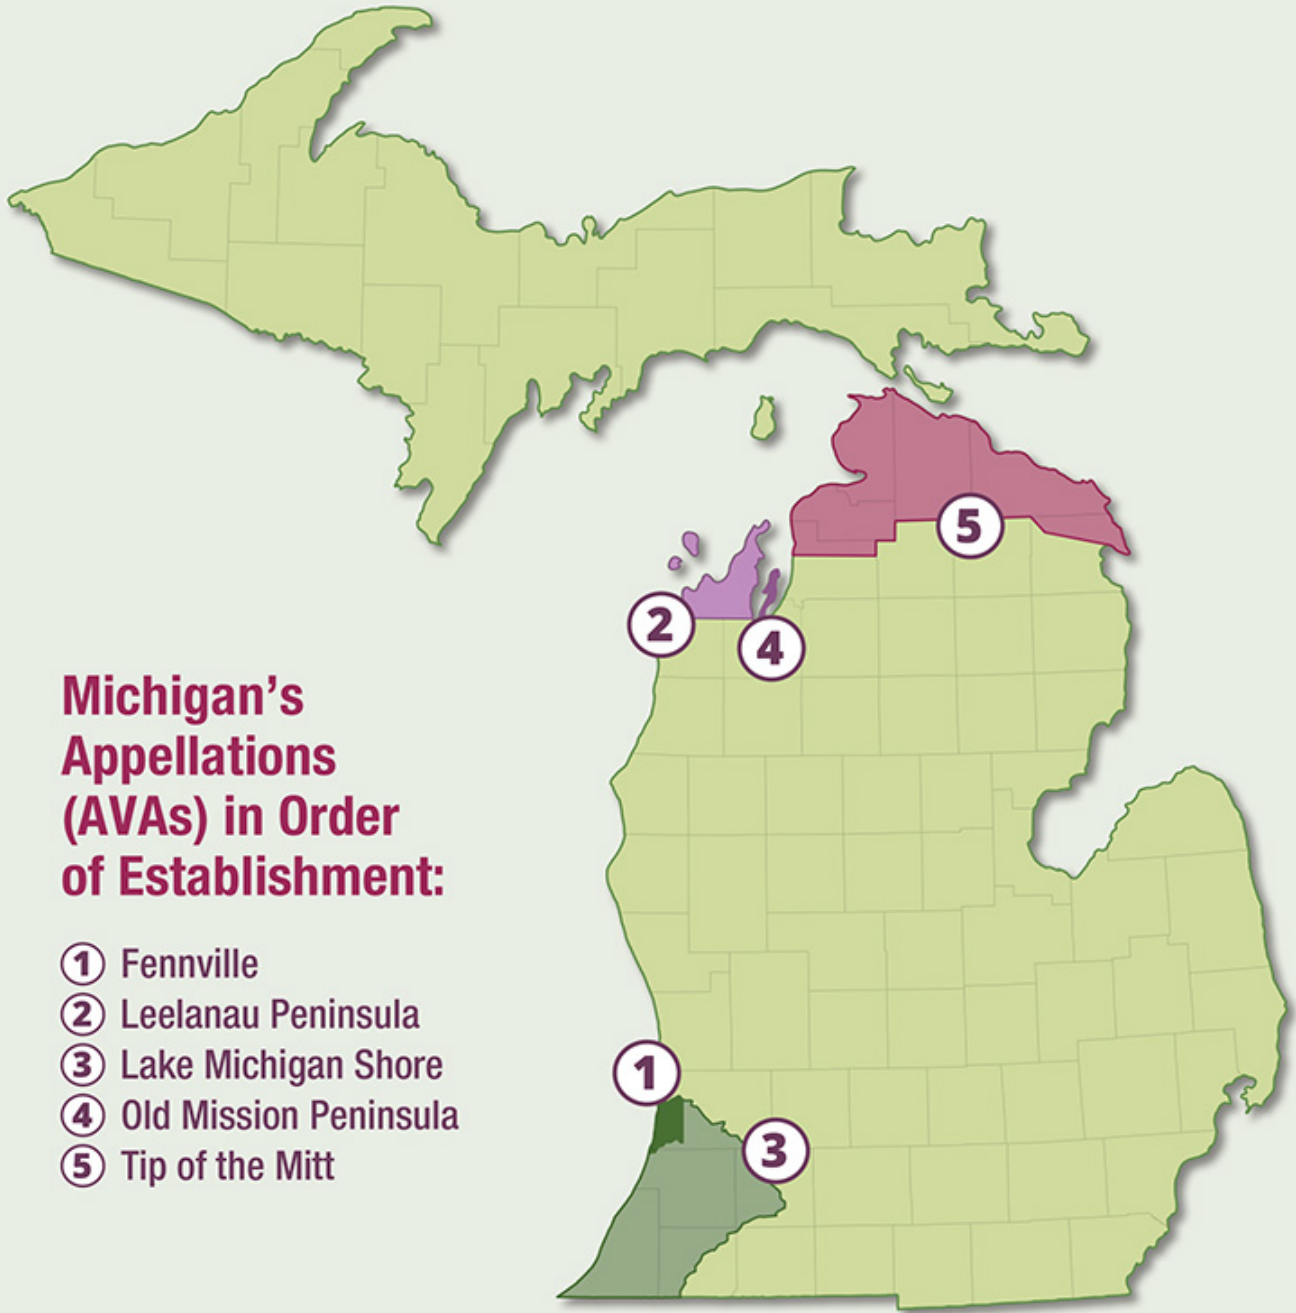 Michigan’s
Appellations
(AVAs) in Order
of Establishment:
1 Fennville
2 Leelanau Peninsula
3 Lake Michigan Shore
4 Old Mission Peninsula
5 Tip of the Mitt
5
2
4
1
3